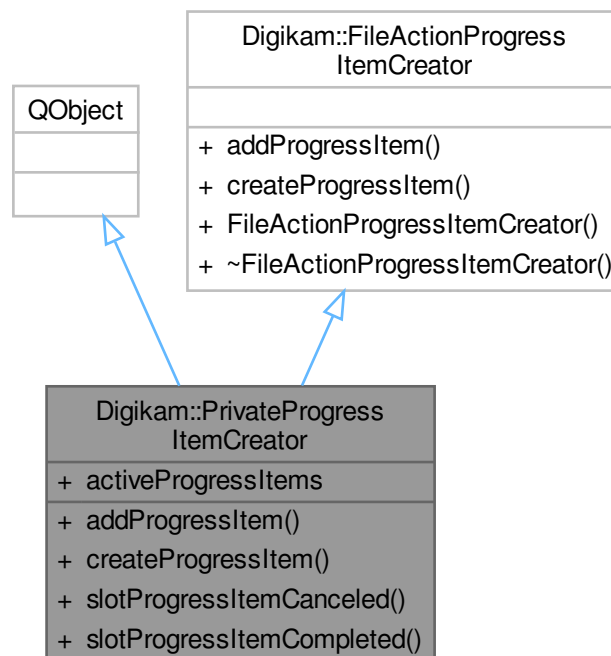 Digikam::FileActionProgress
ItemCreator
+ addProgressItem()
+ createProgressItem()
+ FileActionProgressItemCreator()
+ ~FileActionProgressItemCreator()
QObject
Digikam::PrivateProgress
ItemCreator
+ activeProgressItems
+ addProgressItem()
+ createProgressItem()
+ slotProgressItemCanceled()
+ slotProgressItemCompleted()